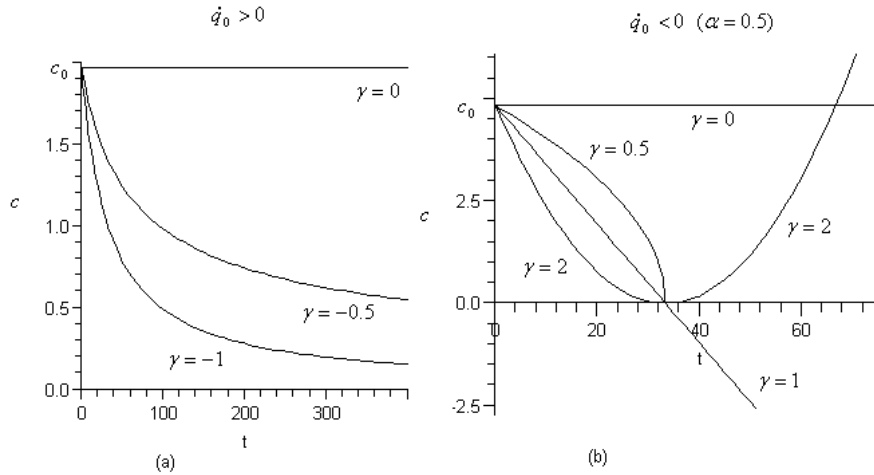 q̇₀ > 0
c₀
γ = 0
1.5
c
1.0
0.5
γ = −0.5
γ = −1
0.0
0 100 200 300
t
(a)
q̇₀ < 0 (α = 0.5)
c₀
γ = 0
γ = 0.5
2.5
c
γ = 2
γ = 2
0.0
0 20 40 60
t
γ = 1
-2.5
(b)